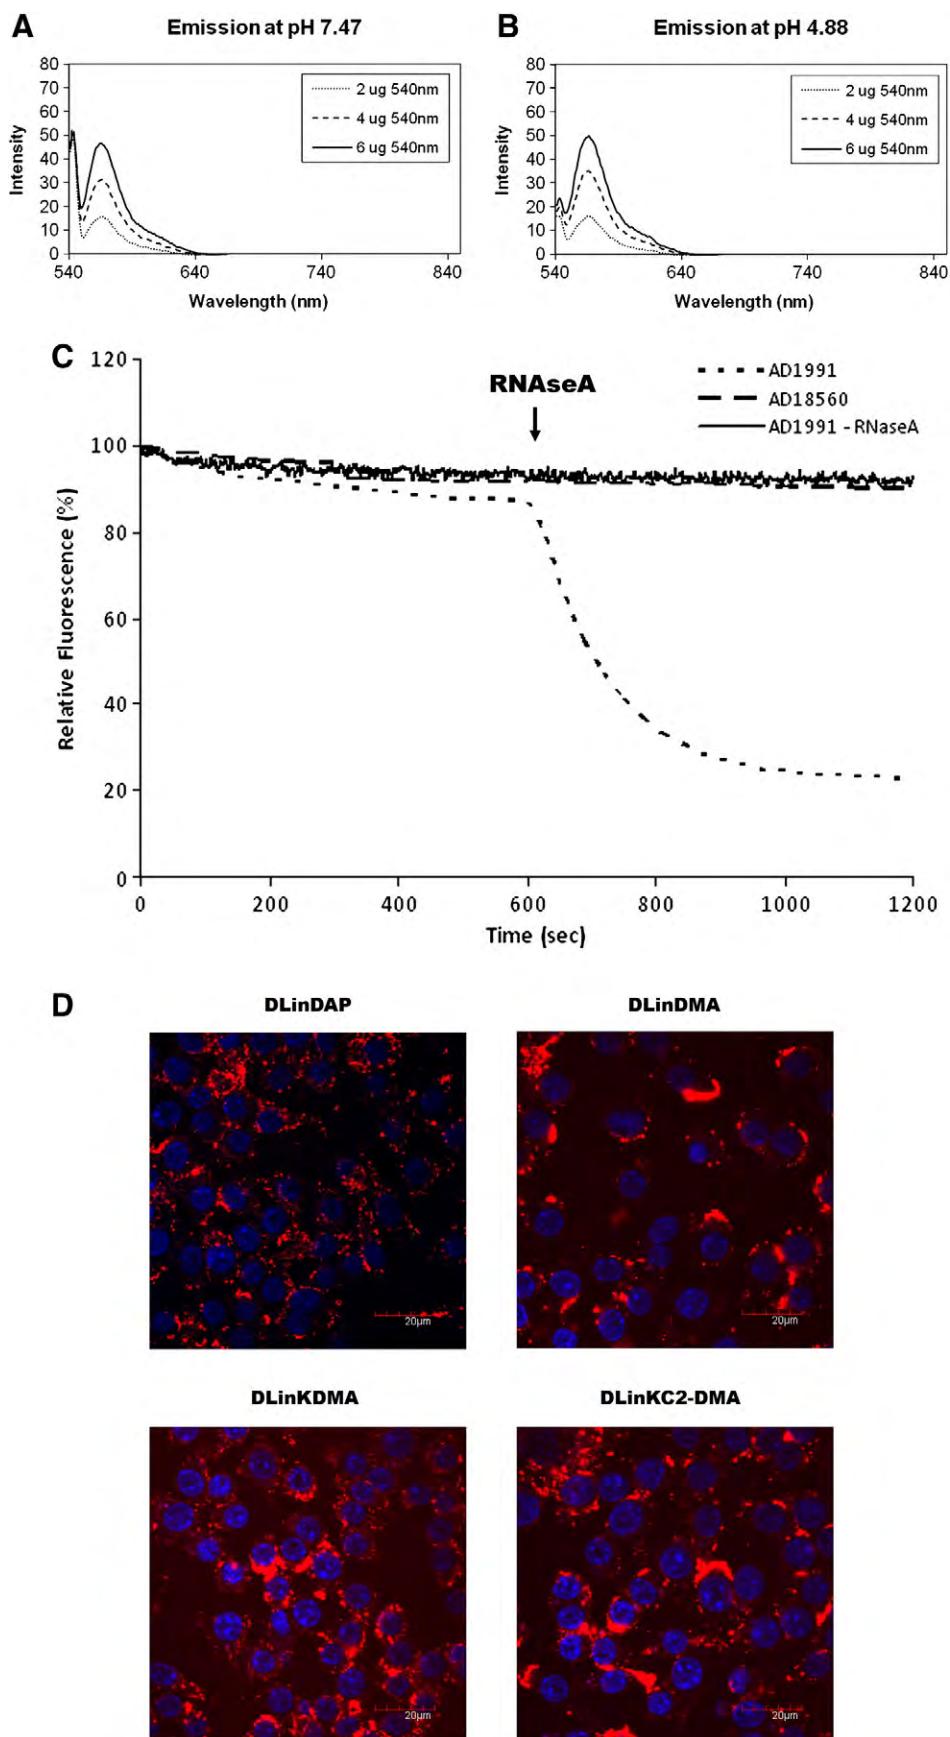 A
Emission at pH 7.47
80
70
60
50
40
30
20
10
0
Intensity
2 ug 540nm
4 ug 540nm
6 ug 540nm
540
640
740
840
Wavelength (nm)
B
Emission at pH 4.88
80
70
60
50
40
30
20
10
0
Intensity
2 ug 540nm
4 ug 540nm
6 ug 540nm
540
640
740
840
Wavelength (nm)
C
120
100
80
60
40
20
0
Relative Fluorescence (%)
RNAseA
AD1991
AD18560
AD1991 - RNaseA
0
200
400
600
800
1000
1200
Time (sec)
D
DLinDAP
20µm
DLinDMA
20µm
DLinKDMA
20µm
DLinKC2-DMA
20µm